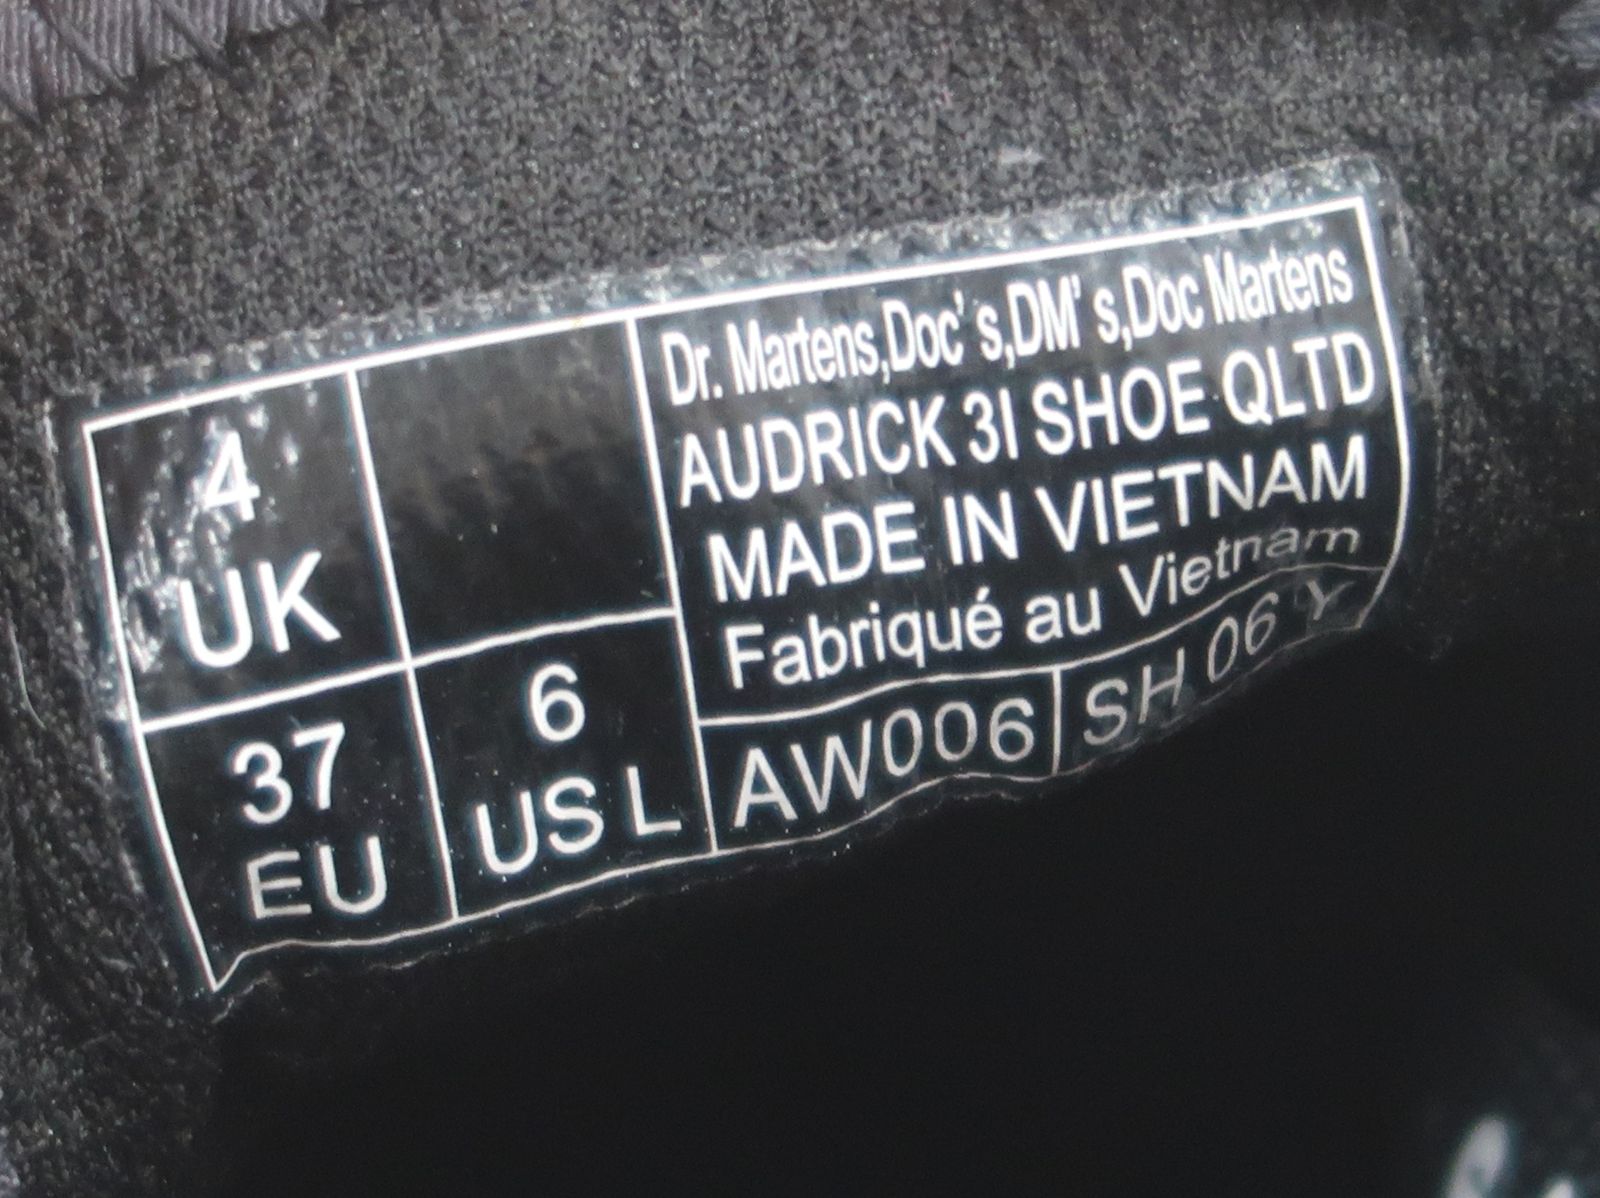 4
UK
37
EU
6
US L
Dr. Martens,Doc's,DM's,Doc Martens
AUDRICK 3I SHOE QLTD
MADE IN VIETNAM
Fabriqué au Vietnam
AW006 SH 06 Y